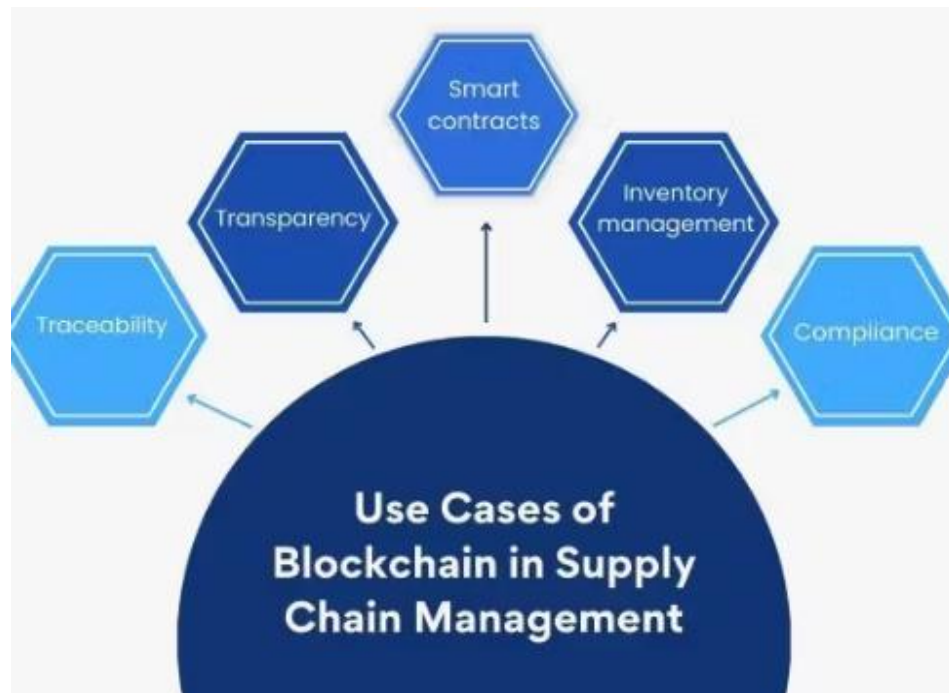 Smart
contracts
Transparency
Inventory
management
Traceability
Compliance
Use Cases of
Blockchain in Supply
Chain Management